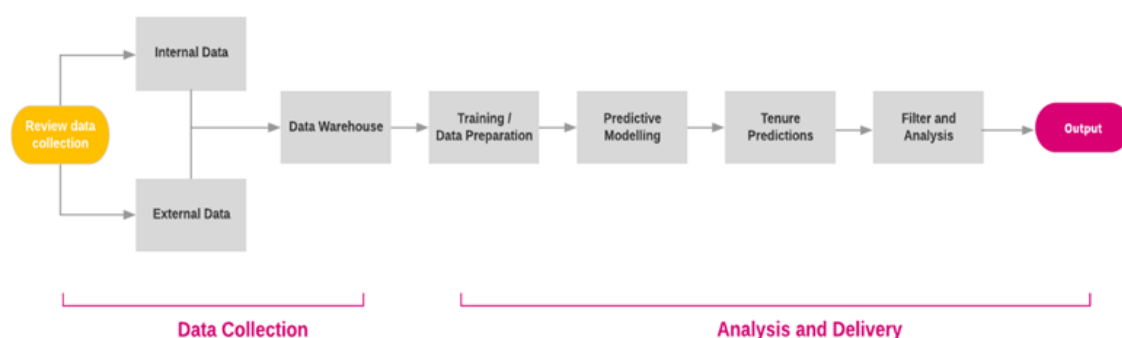 Internal Data
Review data
collection
External Data
Data Warehouse
Training /
Data Preparation
Predictive
Modelling
Tenure
Predictions
Filter and
Analysis
Output
Data Collection
Analysis and Delivery